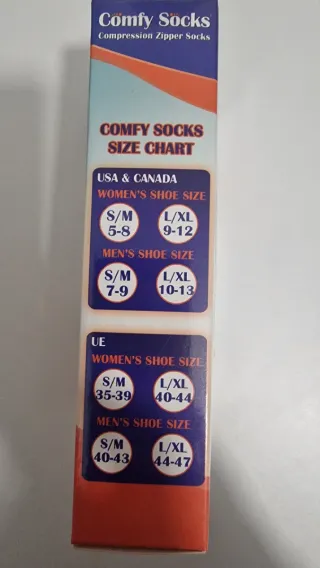 Comfy Socks
Compression Zipper Socks
COMFY SOCKS
SIZE CHART
USA & CANADA
WOMEN'S SHOE SIZE
S/M L/XL
5-8 9-12
MEN'S SHOE SIZE
S/M L/XL
7-9 10-13
UE
WOMEN'S SHOE SIZE
S/M L/XL
35-39 40-44
MEN'S SHOE SIZE
S/M L/XL
40-43 44-47